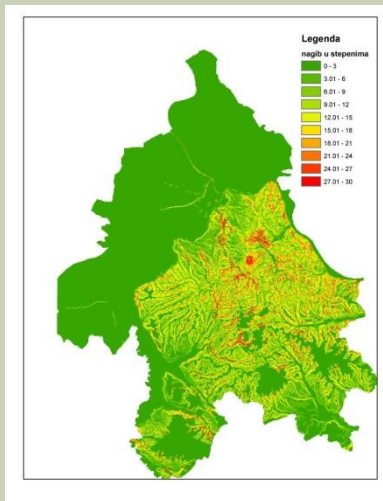 Legenda
nagib u stepenima
0 - 3
3.01 - 6
6.01 - 9
9.01 - 12
12.01 - 15
15.01 - 18
18.01 - 21
21.01 - 24
24.01 - 27
27.01 - 30